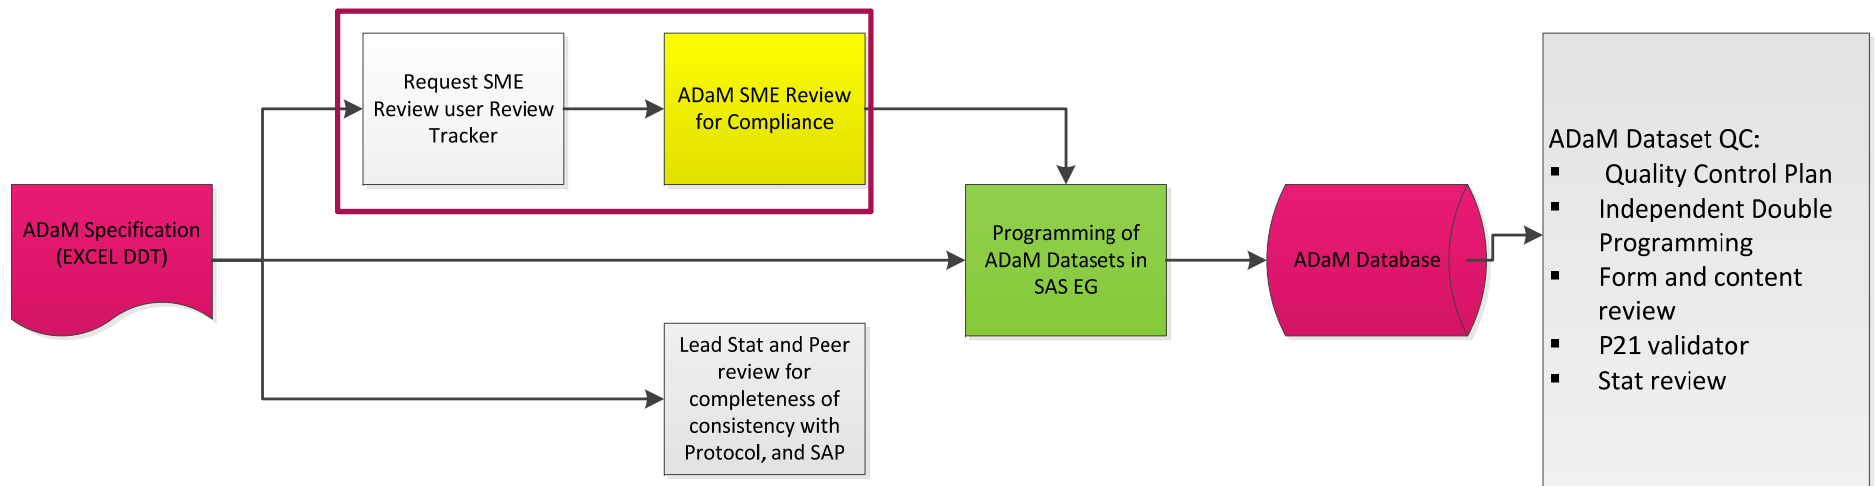 Request SME
Review user Review
Tracker
ADaM SME Review
for Compliance
ADaM Specification
(EXCEL DDT)
Programming of
ADaM Datasets in
SAS EG
ADaM Database
Lead Stat and Peer
review for
completeness of
consistency with
Protocol, and SAP
ADaM Dataset QC:
▪ Quality Control Plan
▪ Independent Double
Programming
▪ Form and content
review
▪ P21 validator
▪ Stat review